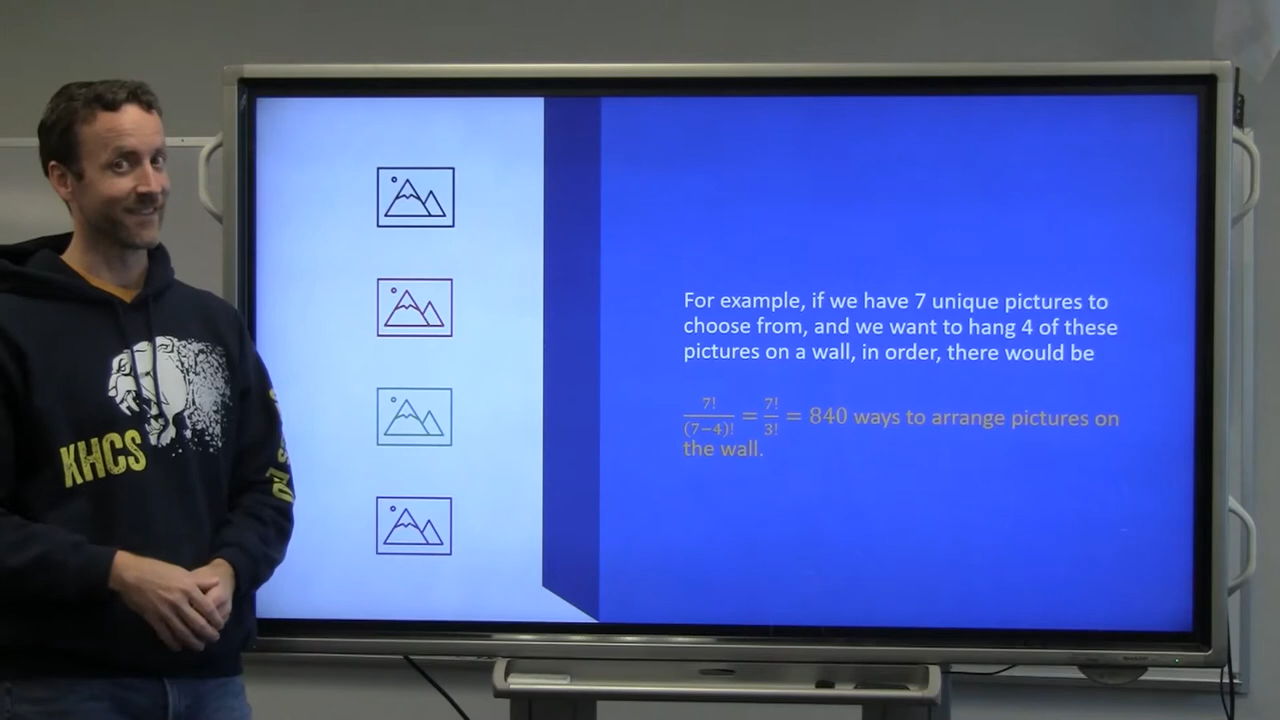 For example, if we have 7 unique pictures to
choose from, and we want to hang 4 of these
pictures on a wall, in order, there would be
7!/(7−4)! = 7!/3! = 840 ways to arrange pictures on
the wall.
KHCS